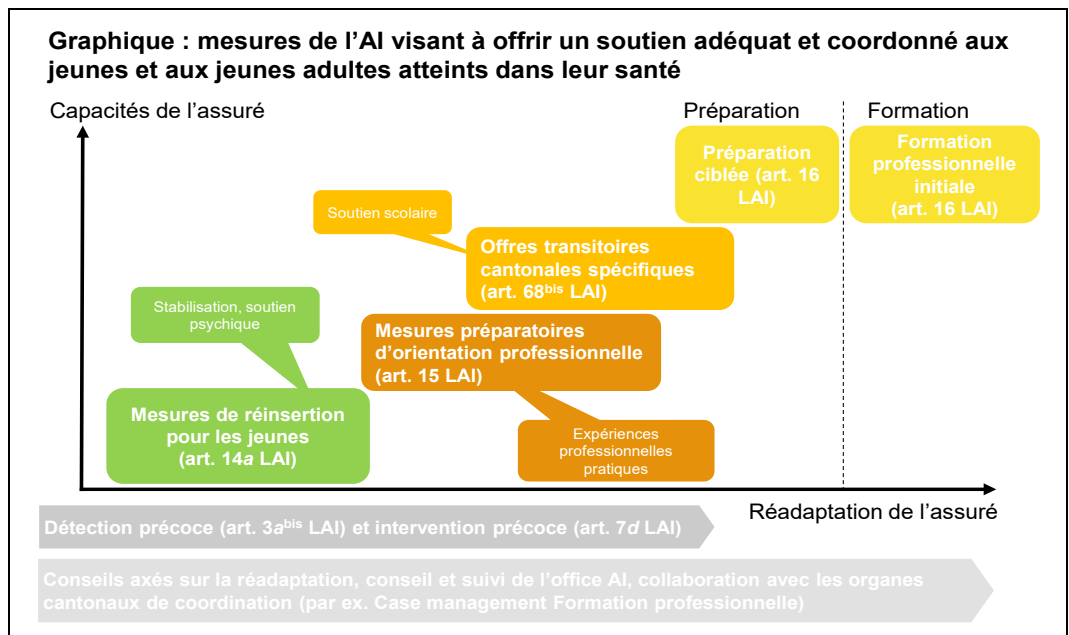 Graphique : mesures de l’AI visant à offrir un soutien adéquat et coordonné aux
jeunes et aux jeunes adultes atteints dans leur santé
Capacités de l’assuré
Préparation
Formation
Préparation
ciblée (art. 16
LAI)
Formation
professionnelle
initiale
(art. 16 LAI)
Soutien scolaire
Offres transitoires
cantonales spécifiques
(art. 68bis LAI)
Stabilisation, soutien
psychique
Mesures préparatoires
d’orientation professionnelle
(art. 15 LAI)
Mesures de réinsertion
pour les jeunes
(art. 14a LAI)
Expériences
professionnelles
pratiques
Réadaptation de l’assuré
Détection précoce (art. 3abis LAI) et intervention précoce (art. 7d LAI)
Conseils axés sur la réadaptation, conseil et suivi de l’office AI, collaboration avec les organes
cantonaux de coordination (par ex. Case management Formation professionnelle)